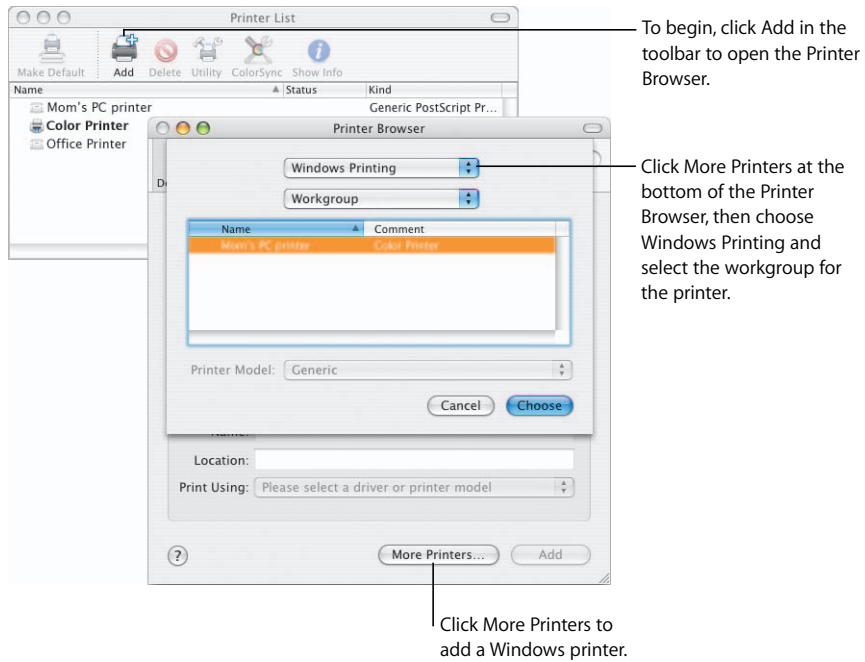 Printer List
Make Default Add Delete Utility ColorSync Show Info
Name Status Kind
Mom's PC printer Generic PostScript Pr...
Color Printer
Office Printer
To begin, click Add in the
toolbar to open the Printer
Browser.
Printer Browser
Windows Printing
Workgroup
Name Comment
Mom's PC printer Color Printer
Printer Model: Generic
Cancel Choose
Name:
Location:
Print Using: Please select a driver or printer model
? More Printers... Add
Click More Printers at the
bottom of the Printer
Browser, then choose
Windows Printing and
select the workgroup for
the printer.
Click More Printers to
add a Windows printer.